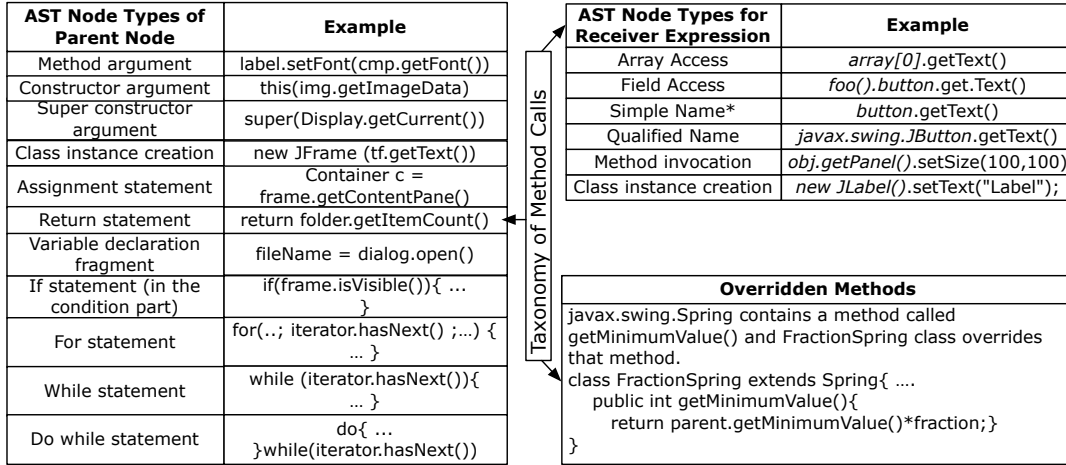 AST Node Types of
Parent Node
Example
Method argument
label.setFont(cmp.getFont())
Constructor argument
this(img.getImageData)
Super constructor
argument
super(Display.getCurrent())
Class instance creation
new JFrame (tf.getText())
Assignment statement
Container c =
frame.getContentPane()
Return statement
return folder.getItemCount()
Variable declaration
fragment
fileName = dialog.open()
If statement (in the
condition part)
if(frame.isVisible()){ ...
}
For statement
for(..; iterator.hasNext() ;...) {
... }
While statement
while (iterator.hasNext()){
... }
Do while statement
do{ ...
}while(iterator.hasNext())
Taxonomy of Method Calls
AST Node Types for
Receiver Expression
Example
Array Access
array[0].getText()
Field Access
foo().button.get.Text()
Simple Name*
button.getText()
Qualified Name
javax.swing.JButton.getText()
Method invocation
obj.getPanel().setSize(100,100)
Class instance creation
new JLabel().setText("Label");
Overridden Methods
javax.swing.Spring contains a method called
getMinimumValue() and FractionSpring class overrides
that method.
class FractionSpring extends Spring{ ....
public int getMinimumValue(){
return parent.getMinimumValue()*fraction;}
}